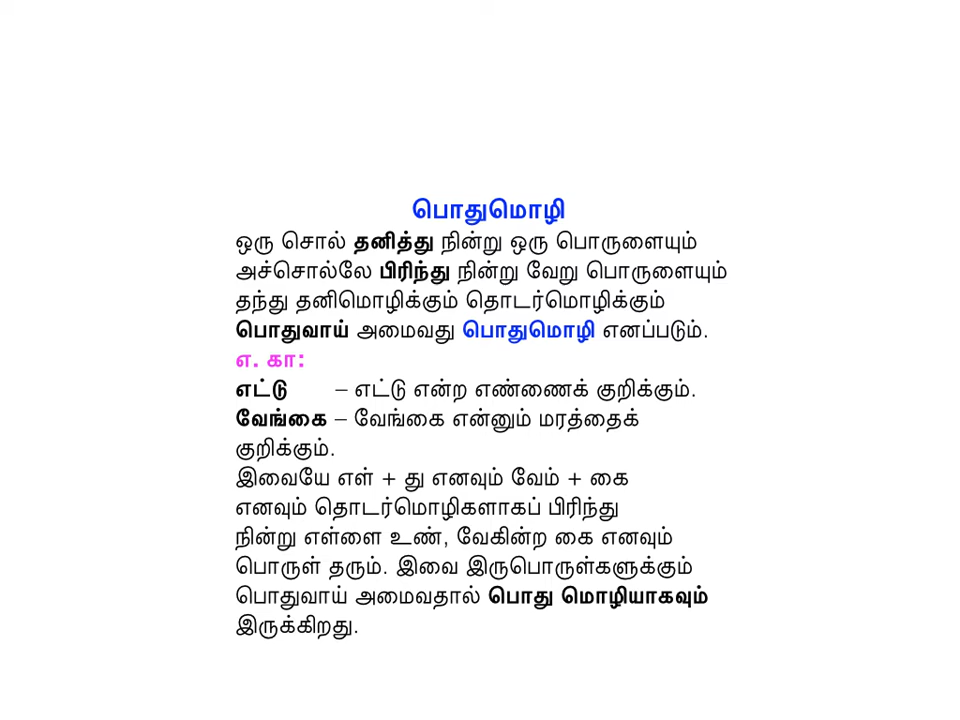 பொதுமொழி
ஒரு சொல் தனித்து நின்று ஒரு பொருளையும்
அச்சொல்லே பிரிந்து நின்று வேறு பொருளையும்
தந்து தனிமொழிக்கும் தொடர்மொழிக்கும்
பொதுவாய் அமைவது பொதுமொழி எனப்படும்.
எ. கா:
எட்டு – எட்டு என்ற எண்ணைக் குறிக்கும்.
வேங்கை – வேங்கை என்னும் மரத்தைக்
குறிக்கும்.
இவையே எள் + து எனவும் வேம் + கை
எனவும் தொடர்மொழிகளாகப் பிரிந்து
நின்று எள்ளை உண், வேகின்ற கை எனவும்
பொருள் தரும். இவை இருபொருள்களுக்கும்
பொதுவாய் அமைவதால் பொது மொழியாகவும்
இருக்கிறது.